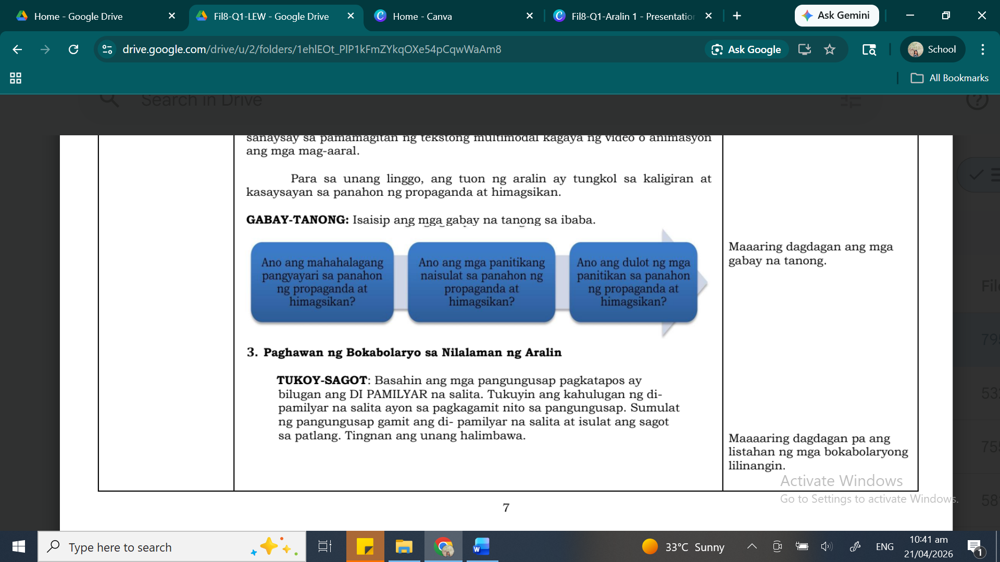 Home - Google Drive
Fil8-Q1-LEW - Google Drive
Home - Canva
Fil8-Q1-Aralin 1 - Presentation
Ask Gemini
drive.google.com/drive/u/2/folders/1ehlEOt_PlP1kFmZYkqOXe54pCqwWaAm8
Ask Google
School
All Bookmarks
Search in Drive
sanaysay sa pamamagitan ng tekstong multimodal kagaya ng video o animasyon
ang mga mag-aaral.
Para sa unang linggo, ang tuon ng aralin ay tungkol sa kaligiran at
kasaysayan sa panahon ng propaganda at himagsikan.
GABAY-TANONG: Isaisip ang mga gabay na tanong sa ibaba.
Ano ang mahahalagang
pangyayari sa panahon
ng propaganda at
himagsikan?
Ano ang mga panitikang
naisulat sa panahon ng
propaganda at
himagsikan?
Ano ang dulot ng mga
panitikan sa panahon
ng propaganda at
himagsikan?
Maaaring dagdagan ang mga
gabay na tanong.
3. Paghawan ng Bokabolaryo sa Nilalaman ng Aralin
TUKOY-SAGOT: Basahin ang mga pangungusap pagkatapos ay
bilugan ang DI PAMILYAR na salita. Tukuyin ang kahulugan ng di-
pamilyar na salita ayon sa pagkagamit nito sa pangungusap. Sumulat
ng pangungusap gamit ang di- pamilyar na salita at isulat ang sagot
sa patlang. Tingnan ang unang halimbawa.
Maaaaring dagdagan pa ang
listahan ng mga bokabolaryong
lilinangin.
7
Activate Windows
Go to Settings to activate Windows.
Type here to search
33°C Sunny
ENG
10:41 am
21/04/2026
1